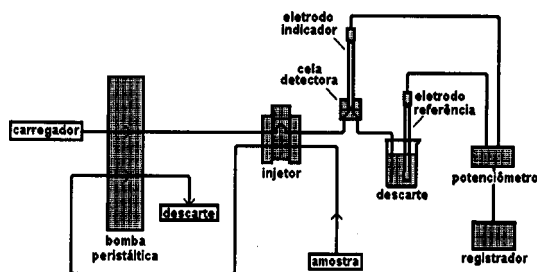 eletrodo
indicador
cela
detectora
eletrodo
referência
carregador
injetor
descarte
potenciômetro
descarte
bomba
peristáltica
amostra
registrador